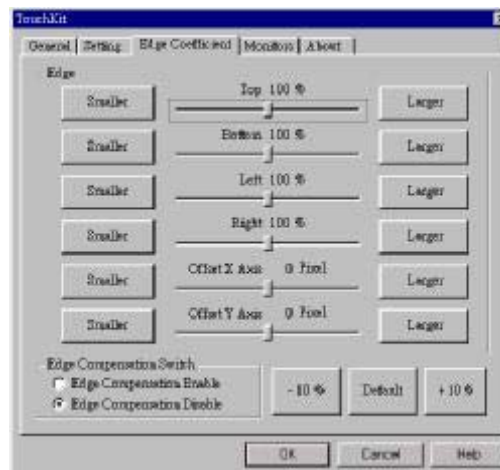 TouchKit
General Setting Edge Coefficient Monitors About
Edge
Smaller Top 100 % Larger
Smaller Bottom 100 % Larger
Smaller Left 100 % Larger
Smaller Right 100 % Larger
Smaller Offset X Axis 0 Pixel Larger
Smaller Offset Y Axis 0 Pixel Larger
Edge Compensation Switch
Edge Compensation Enable
Edge Compensation Disable
-10 % Default +10 %
OK Cancel Help